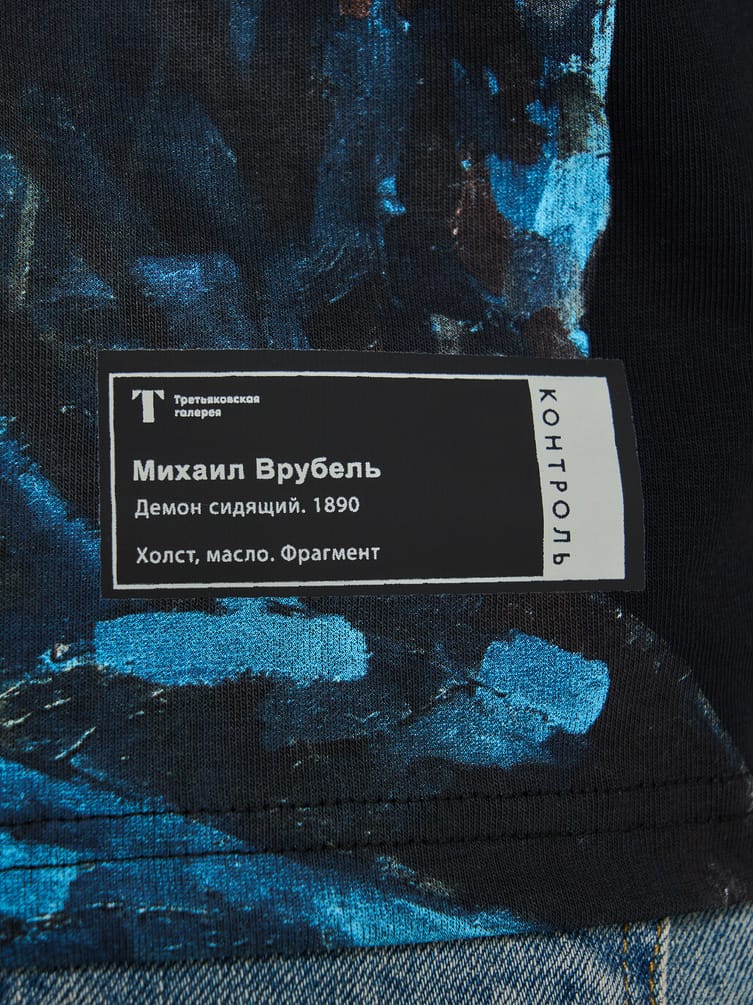 Т Третьяковская
галерея
Михаил Врубель
Демон сидящий. 1890
Холст, масло. Фрагмент
КОНТРОЛЬ